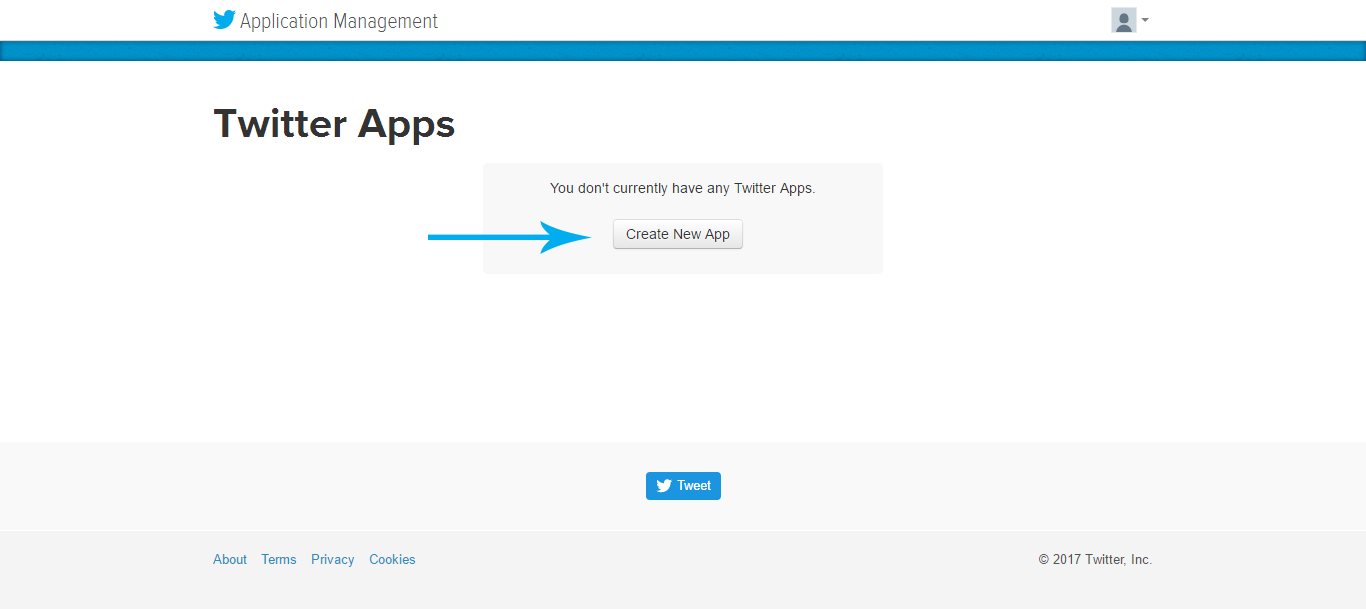 Application Management
Twitter Apps
You don't currently have any Twitter Apps.
Create New App
Tweet
About Terms Privacy Cookies
© 2017 Twitter, Inc.